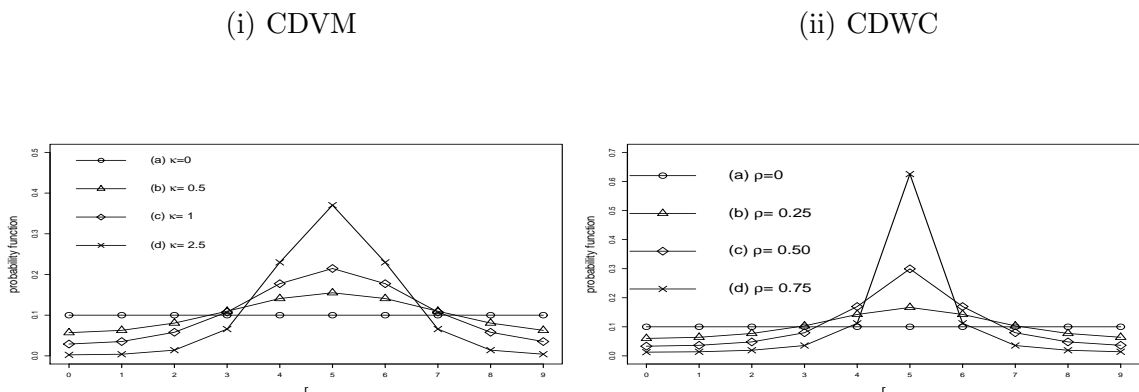 (i) CDVM
(ii) CDWC
probability function
0.5
0.4
0.3
0.2
0.1
0.0
(a) κ=0
(b) κ= 0.5
(c) κ= 1
(d) κ= 2.5
0 1 2 3 4 5 6 7 8 9
r
probability function
0.7
0.6
0.5
0.4
0.3
0.2
0.1
0.0
(a) ρ=0
(b) ρ= 0.25
(c) ρ= 0.50
(d) ρ= 0.75
0 1 2 3 4 5 6 7 8 9
r